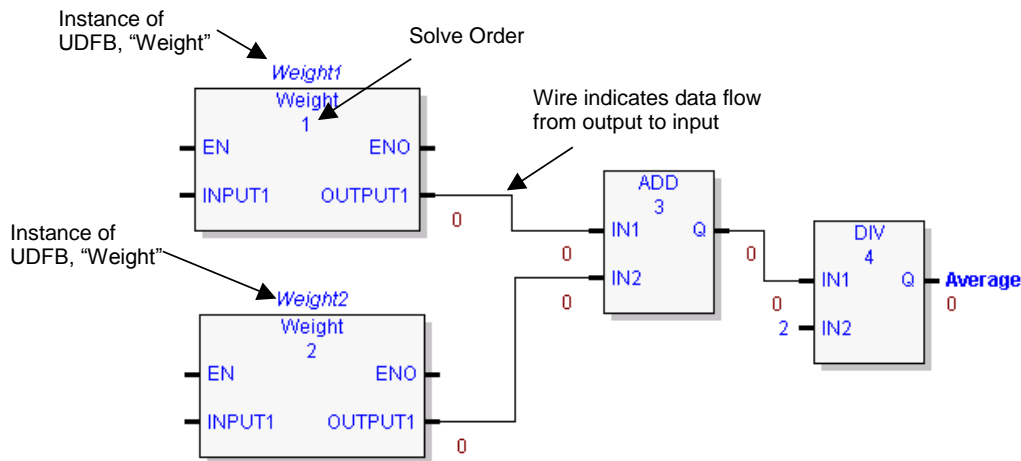 Instance of
UDFB, “Weight”
Solve Order
Weight1
Weight
1
EN ENO
INPUT1 OUTPUT1
0
Wire indicates data flow
from output to input
Instance of
UDFB, “Weight”
Weight2
Weight
2
EN ENO
INPUT1 OUTPUT1
0
ADD
3
IN1 Q
0 0
IN2
0
DIV
4
IN1 Q Average
0 0
2 IN2